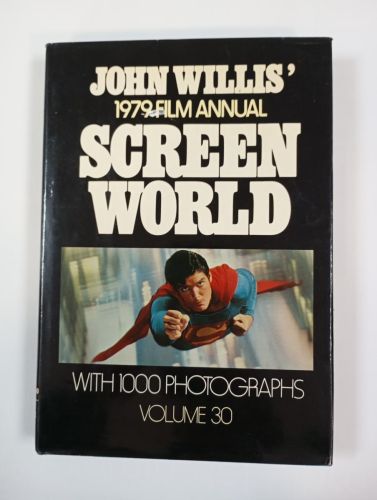 JOHN WILLIS'
1979 FILM ANNUAL
SCREEN
WORLD
WITH 1000 PHOTOGRAPHS
VOLUME 30